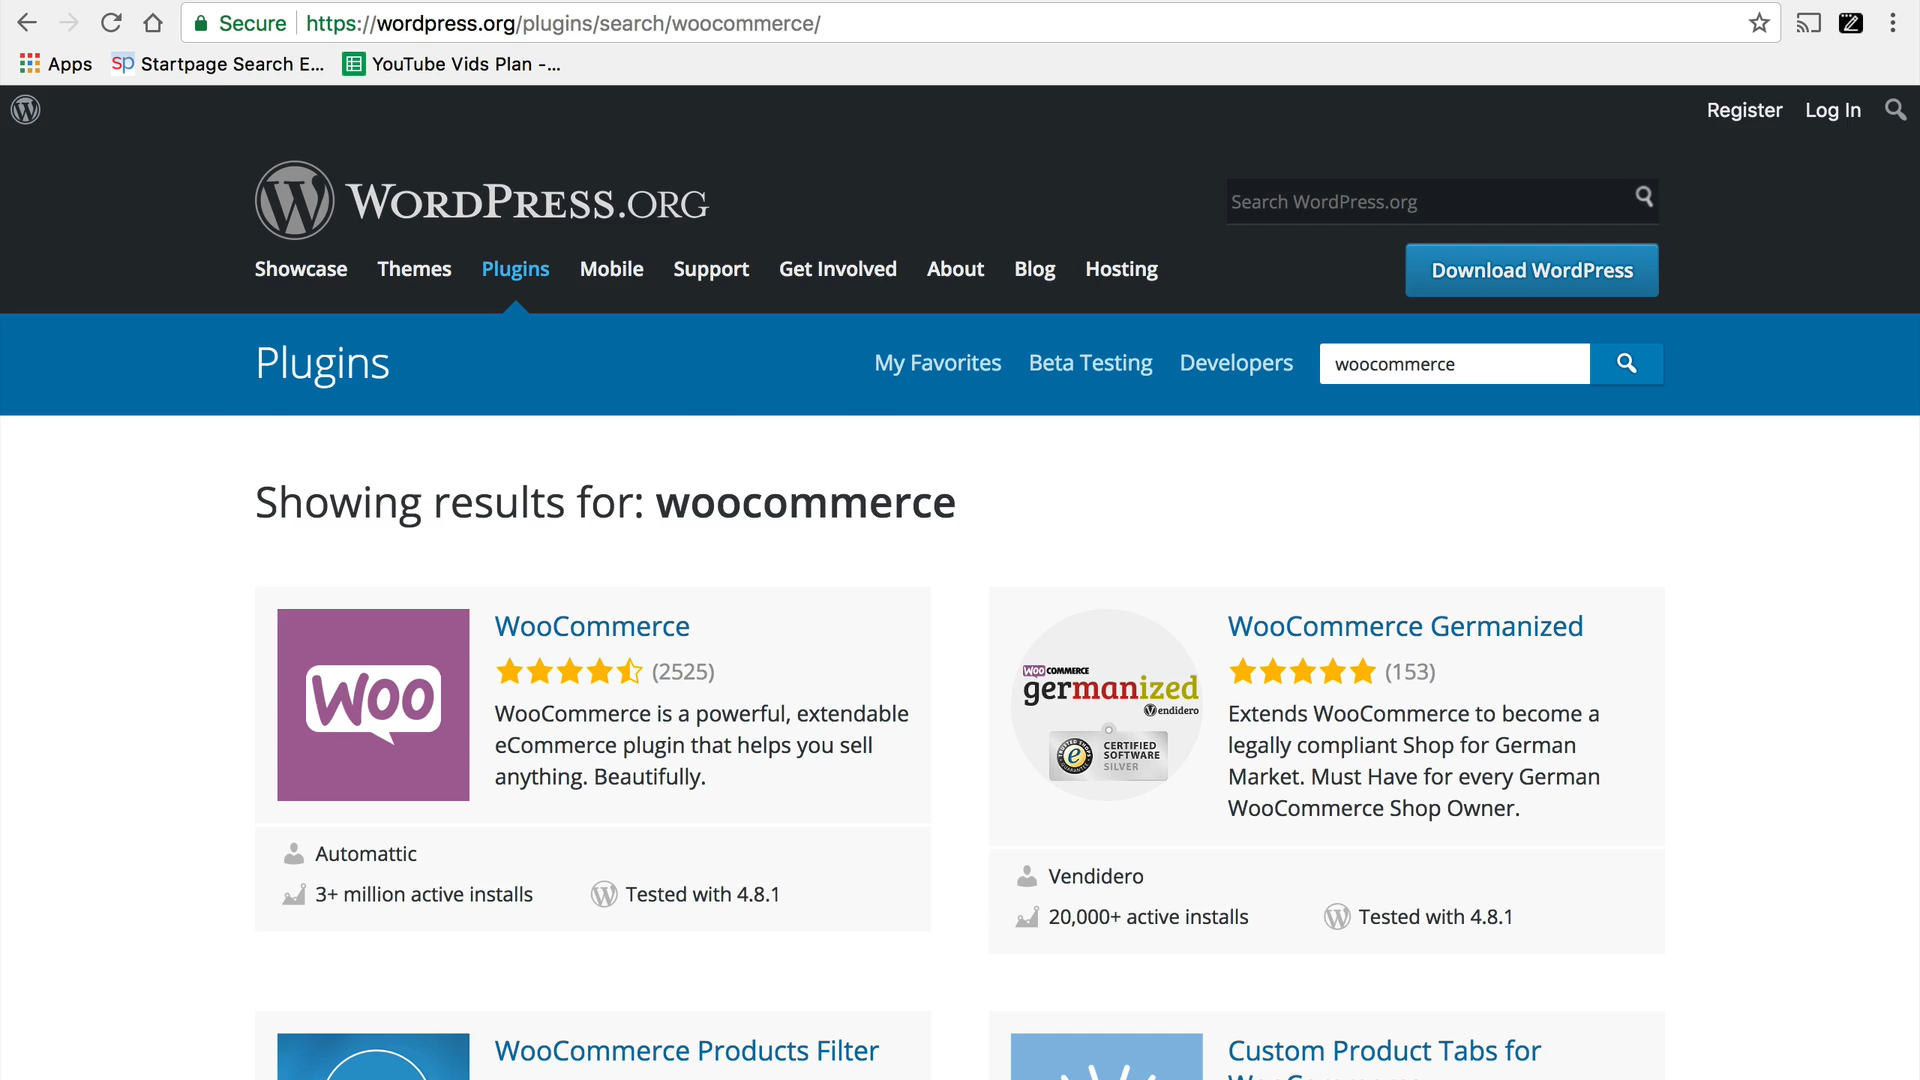 Secure https://wordpress.org/plugins/search/woocommerce/
Apps
sp Startpage Search E...
YouTube Vids Plan -...
Register
Log In
WORDPRESS.ORG
Search WordPress.org
Showcase
Themes
Plugins
Mobile
Support
Get Involved
About
Blog
Hosting
Download WordPress
Plugins
My Favorites
Beta Testing
Developers
woocommerce
Showing results for: woocommerce
WOO
WooCommerce
(2525)
WooCommerce is a powerful, extendable
eCommerce plugin that helps you sell
anything. Beautifully.
Automattic
3+ million active installs
Tested with 4.8.1
WOO COMMERCE
germanized
vendidero
CERTIFIED
SOFTWARE
SILVER
WooCommerce Germanized
(153)
Extends WooCommerce to become a
legally compliant Shop for German
Market. Must Have for every German
WooCommerce Shop Owner.
Vendidero
20,000+ active installs
Tested with 4.8.1
WooCommerce Products Filter
Custom Product Tabs for